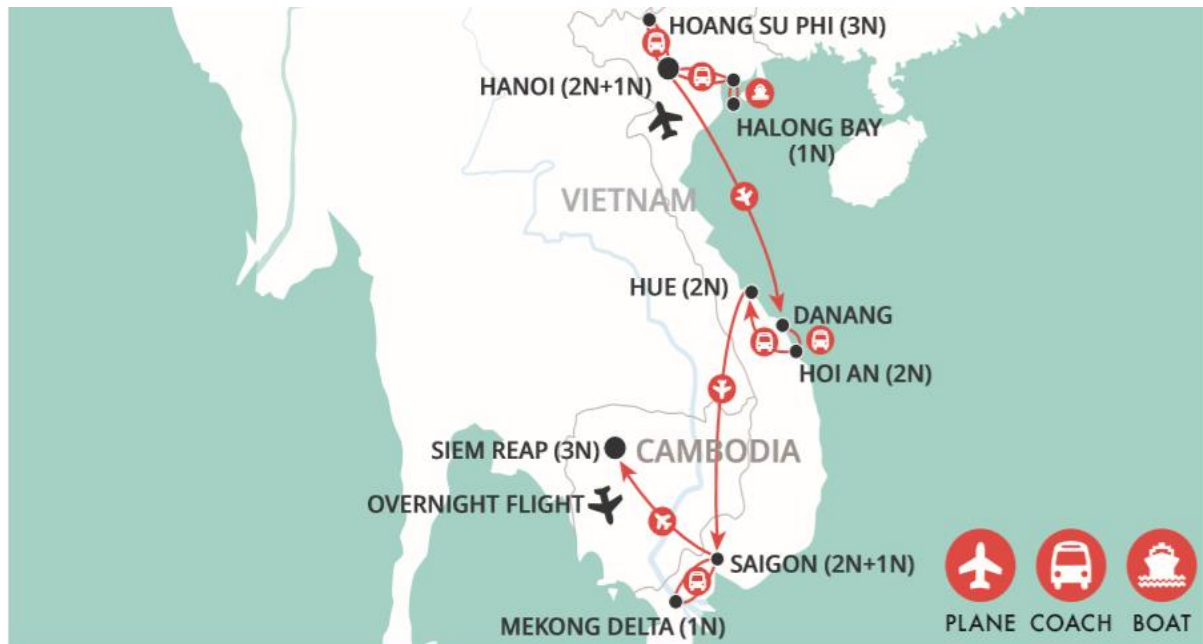 HOANG SU PHI (3N)
HANOI (2N+1N)
HALONG BAY
(1N)
VIETNAM
HUE (2N)
DANANG
HOI AN (2N)
SIEM REAP (3N)
CAMBODIA
OVERNIGHT FLIGHT
SAIGON (2N+1N)
MEKONG DELTA (1N)
PLANE COACH BOAT